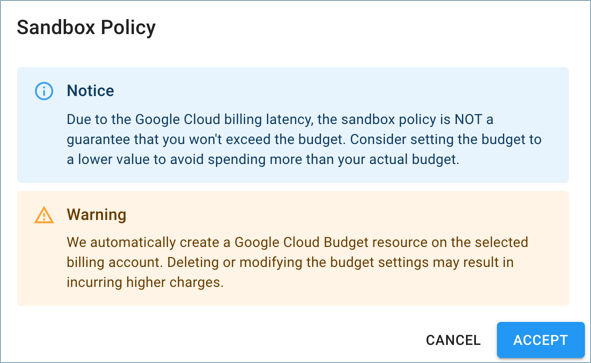 Sandbox Policy
Notice
Due to the Google Cloud billing latency, the sandbox policy is NOT a
guarantee that you won't exceed the budget. Consider setting the budget to
a lower value to avoid spending more than your actual budget.
Warning
We automatically create a Google Cloud Budget resource on the selected
billing account. Deleting or modifying the budget settings may result in
incurring higher charges.
CANCEL ACCEPT